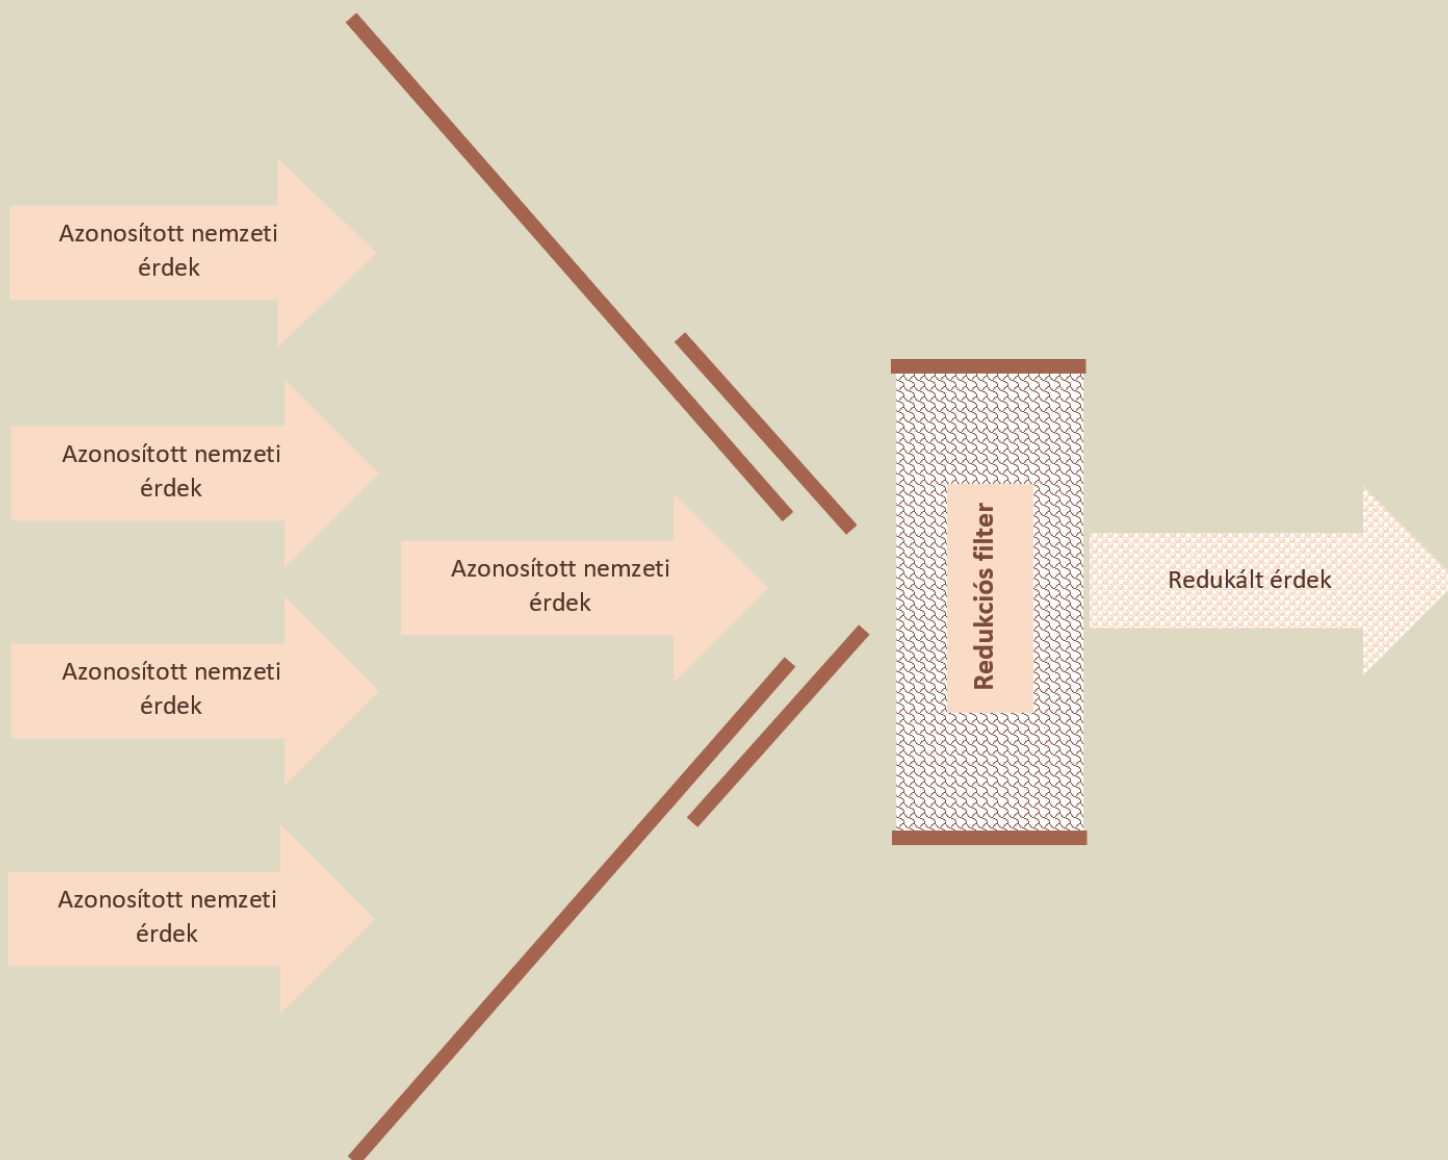 Azonosított nemzeti
érdek
Azonosított nemzeti
érdek
Azonosított nemzeti
érdek
Azonosított nemzeti
érdek
Azonosított nemzeti
érdek
Redukciós filter
Redukált érdek